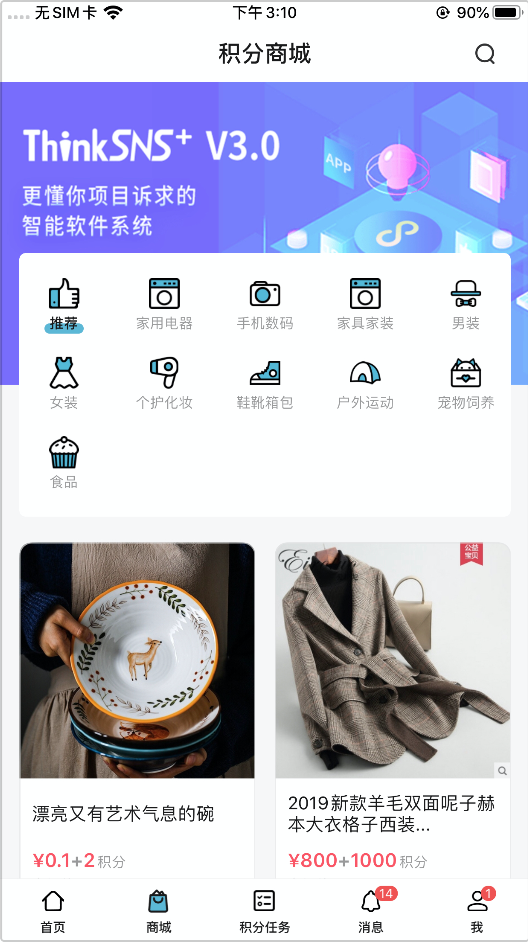 无SIM卡
下午3:10
90%
积分商城
ThinkSNS+ V3.0
APP
更懂你项目诉求的
智能软件系统
推荐
家用电器
手机数码
家具家装
男装
女装
个护化妆
鞋靴箱包
户外运动
宠物饲养
食品
公益
宝贝
漂亮又有艺术气息的碗
¥0.1+2积分
2019新款羊毛双面呢子赫
本大衣格子西装...
¥800+1000积分
14
1
首页
商城
积分任务
消息
我